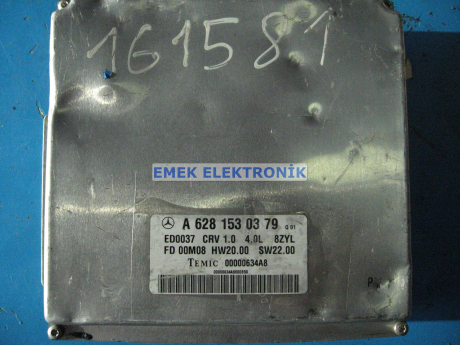 161581
EMEK ELEKTRONİK
A 628 153 03 79 Q 01
ED0037 CRV 1.0 4.0L 8ZYL
FD 00M08 HW20.00 SW22.00
TEMIC 00000634A8